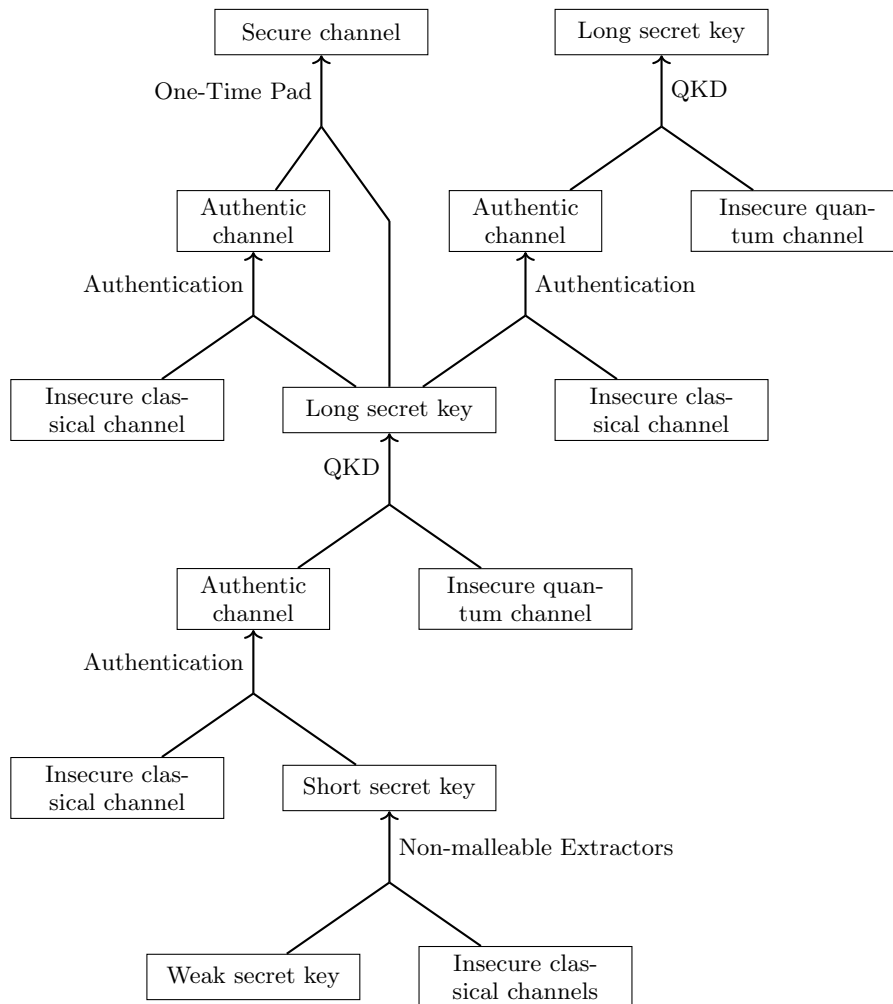 Secure channel
Long secret key
One-Time Pad
QKD
Authentic
channel
Authentic
channel
Insecure quan-
tum channel
Authentication
Authentication
Insecure clas-
sical channel
Long secret key
Insecure clas-
sical channel
QKD
Authentic
channel
Insecure quan-
tum channel
Authentication
Insecure clas-
sical channel
Short secret key
Non-malleable Extractors
Weak secret key
Insecure clas-
sical channels